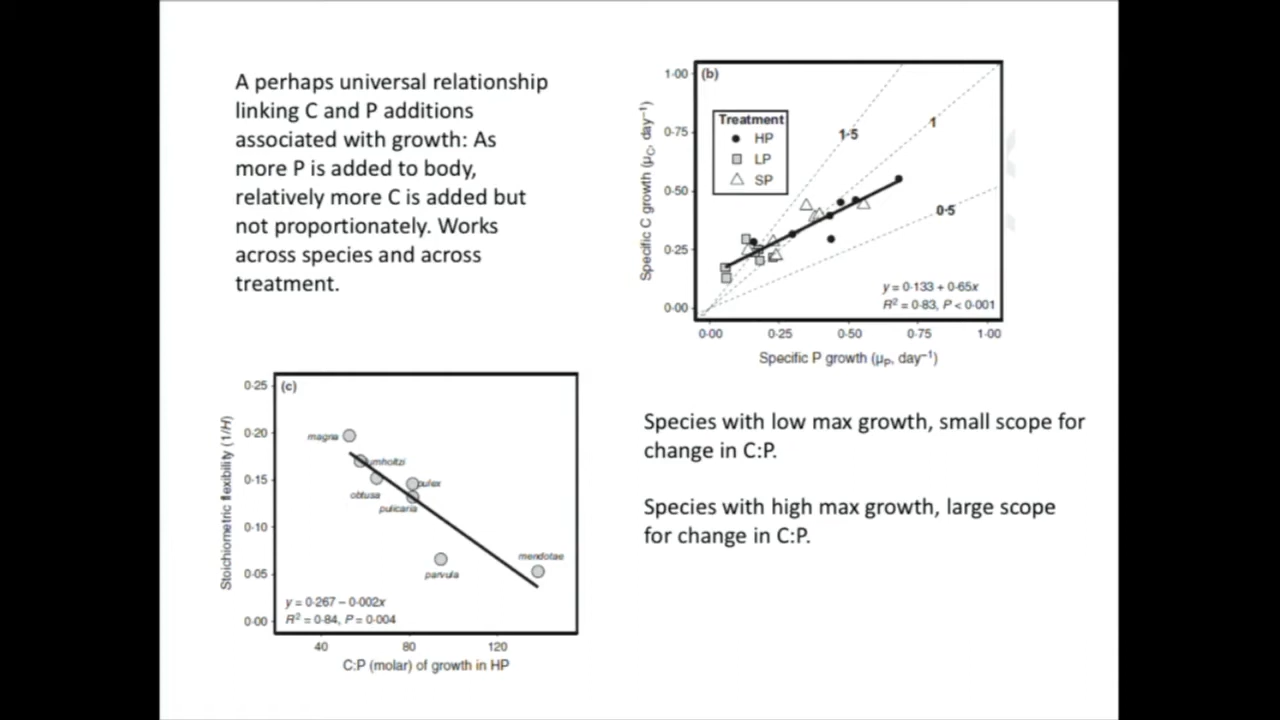 A perhaps universal relationship
linking C and P additions
associated with growth: As
more P is added to body,
relatively more C is added but
not proportionately. Works
across species and across
treatment.
(b)
Treatment
HP
LP
SP
1·5
1
0·5
y = 0·133 + 0·65x
R² = 0·83, P < 0·001
1·00
0·75
0·50
0·25
0·00
Specific C growth (μC, day⁻¹)
0·00 0·25 0·50 0·75 1·00
Specific P growth (μP, day⁻¹)
(c)
0·25
0·20
0·15
0·10
0·05
0·00
Stoichiometric flexibility (1/H)
magna
umholtzi
obtusa
pulex
pulicaria
mendotae
parvula
y = 0·267 – 0·002x
R² = 0·84, P = 0·004
40 80 120
C:P (molar) of growth in HP
Species with low max growth, small scope for
change in C:P.
Species with high max growth, large scope
for change in C:P.